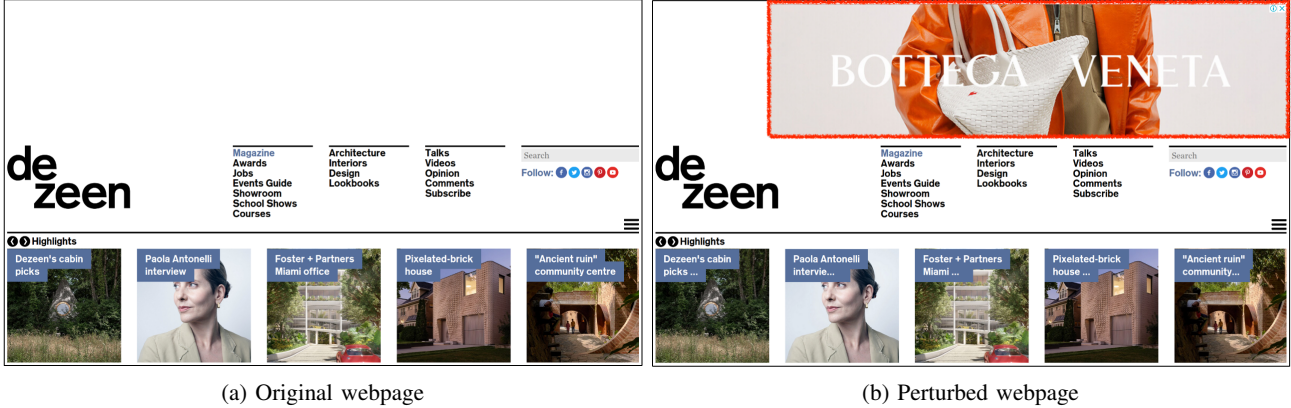 de
zeen
Magazine
Awards
Jobs
Events Guide
Showroom
School Shows
Courses
Architecture
Interiors
Design
Lookbooks
Talks
Videos
Opinion
Comments
Subscribe
Search
Follow:
Highlights
Dezeen's cabin
picks
Paola Antonelli
interview
Foster + Partners
Miami office
Pixelated-brick
house
"Ancient ruin"
community centre
(a) Original webpage
BOTTEGA VENETA
de
zeen
Magazine
Awards
Jobs
Events Guide
Showroom
School Shows
Courses
Architecture
Interiors
Design
Lookbooks
Talks
Videos
Opinion
Comments
Subscribe
Search
Follow:
Highlights
Dezeen's cabin
picks ...
Paola Antonelli
intervie...
Foster + Partners
Miami ...
Pixelated-brick
house ...
"Ancient ruin"
community...
(b) Perturbed webpage